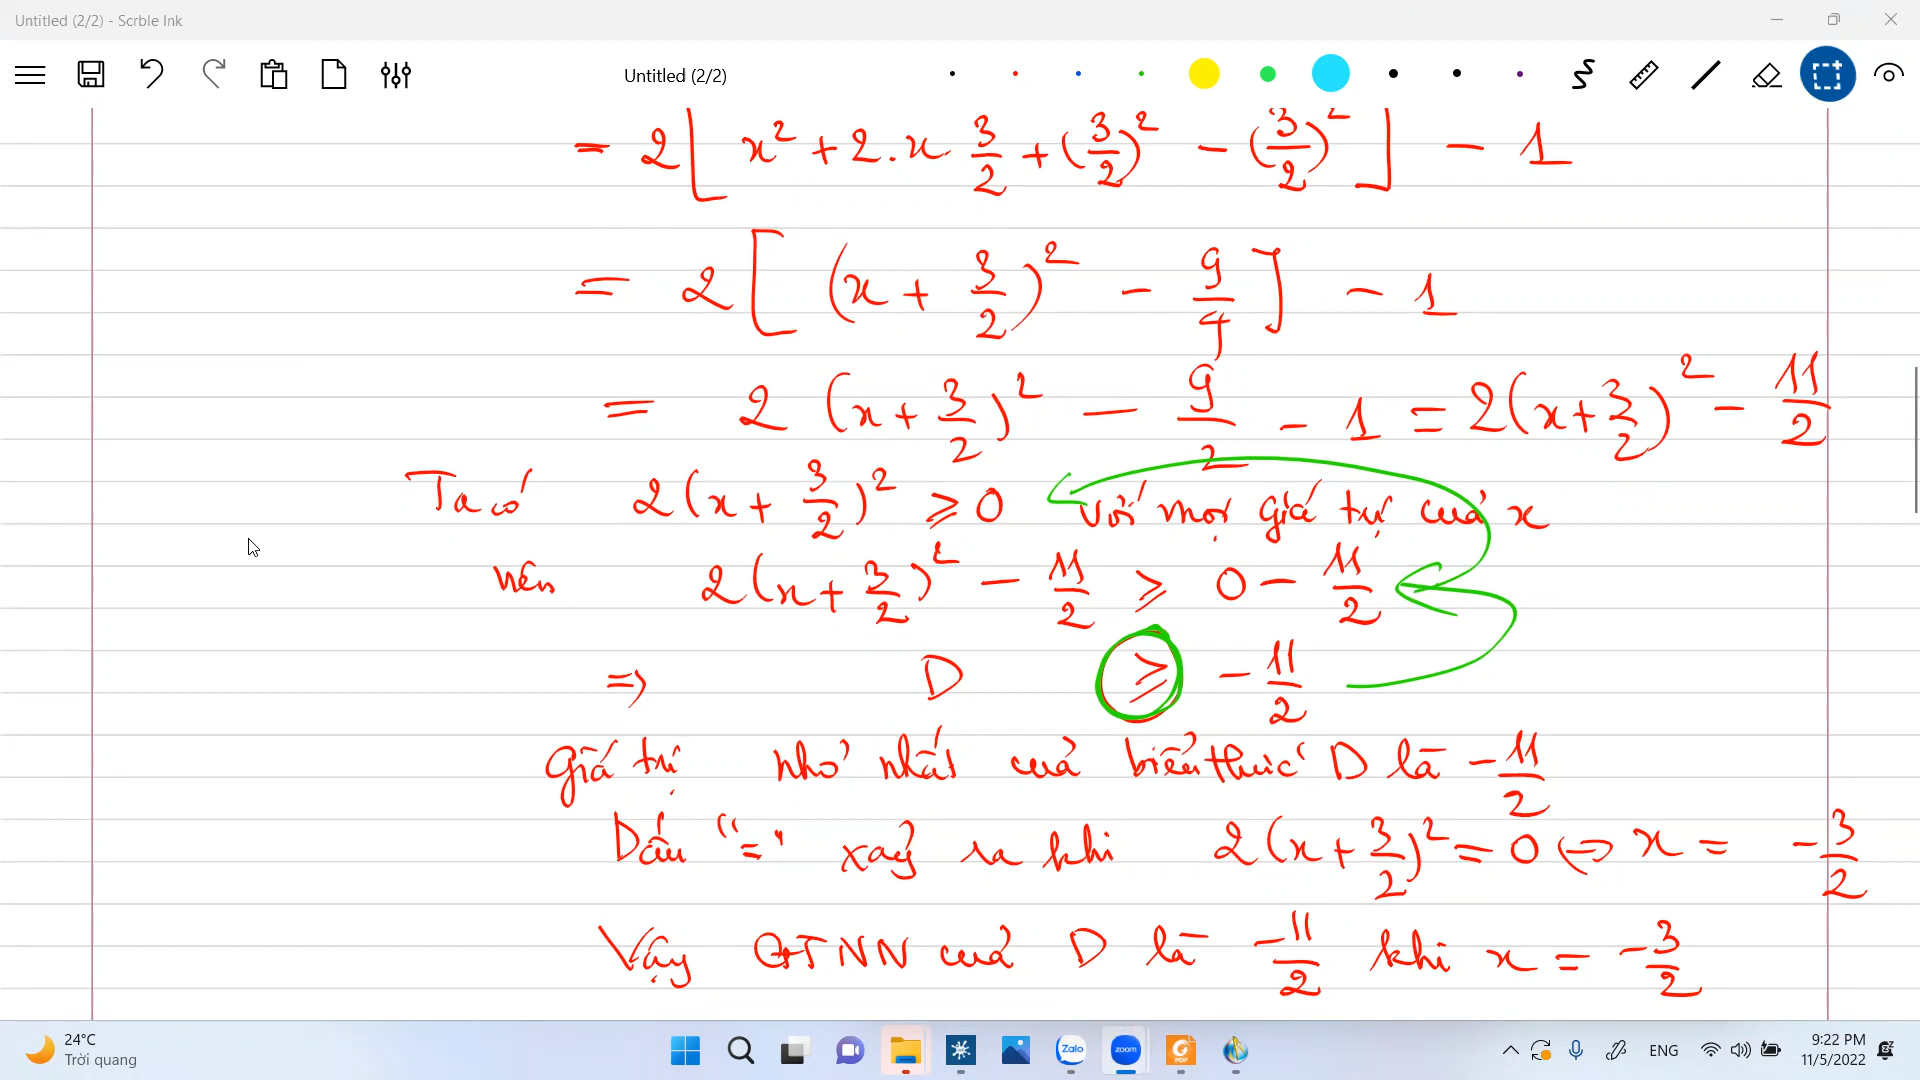 Untitled (2/2) - Scrble Ink
Untitled (2/2)
= 2[x² + 2.x.3/2 + (3/2)² - (3/2)²] - 1
= 2[(x + 3/2)² - 9/4] - 1
= 2(x + 3/2)² - 9/2 - 1 = 2(x + 3/2)² - 11/2
Ta có 2(x + 3/2)² ⩾ 0 với mọi giá trị của x
nên 2(x + 3/2)² - 11/2 ⩾ 0 - 11/2
=> D ⩾ - 11/2
giá trị nhỏ nhất của biểu thức D là - 11/2
Dấu "=" xảy ra khi 2(x + 3/2)² = 0 <=> x = - 3/2
Vậy GTNN của D là - 11/2 khi x = - 3/2
24°C
Trời quang
Zalo
zoom
PDF
ENG
9:22 PM
11/5/2022